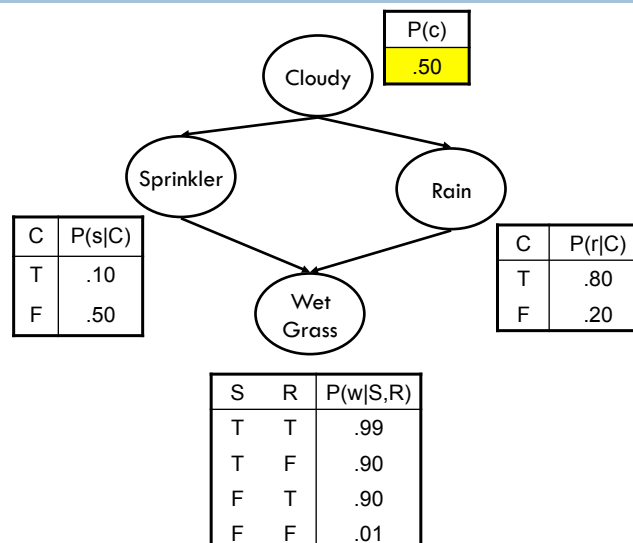 P(c)
.50
Cloudy
Sprinkler
Rain
C P(s|C)
T .10
F .50
C P(r|C)
T .80
F .20
Wet
Grass
S R P(w|S,R)
T T .99
T F .90
F T .90
F F .01